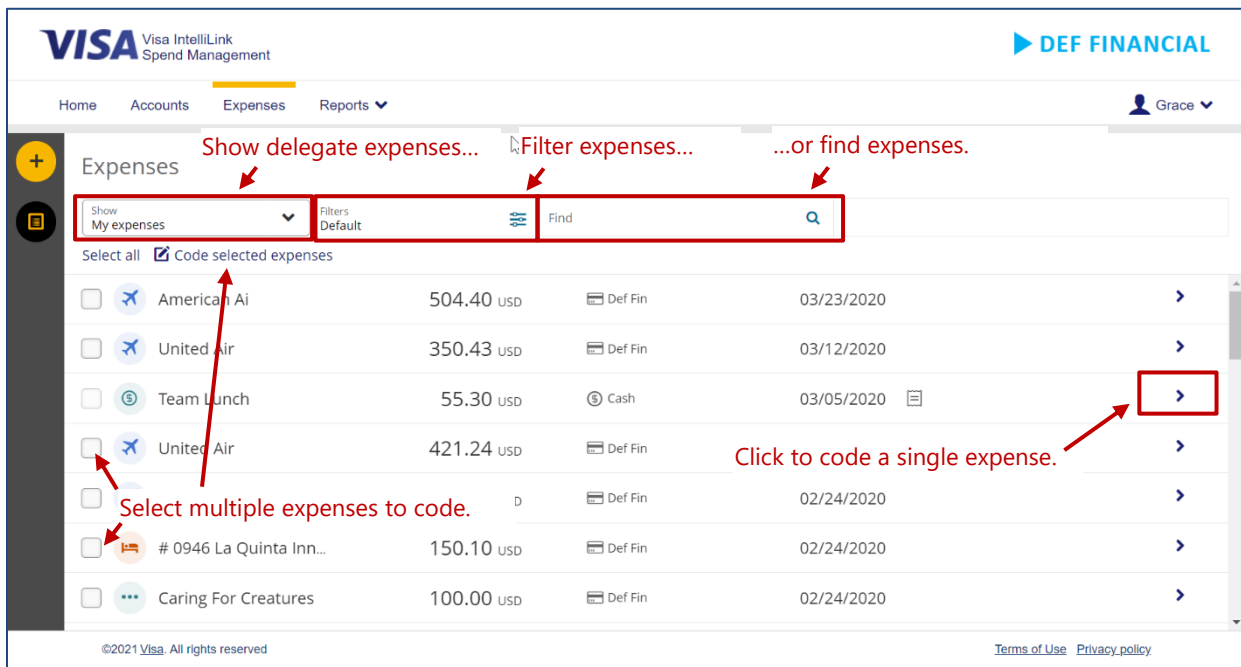 VISA Visa IntelliLink
Spend Management
DEF FINANCIAL
Home Accounts Expenses Reports Grace
Show delegate expenses... Filter expenses... ...or find expenses.
+
Expenses
Show
My expenses
Filters
Default
Find
Select all Code selected expenses
American Ai 504.40 USD Def Fin 03/23/2020
United Air 350.43 USD Def Fin 03/12/2020
Team Lunch 55.30 USD Cash 03/05/2020
United Air 421.24 USD Def Fin
Click to code a single expense.
Def Fin 02/24/2020
Select multiple expenses to code.
# 0946 La Quinta Inn... 150.10 USD Def Fin 02/24/2020
Caring For Creatures 100.00 USD Def Fin 02/24/2020
©2021 Visa. All rights reserved Terms of Use Privacy policy